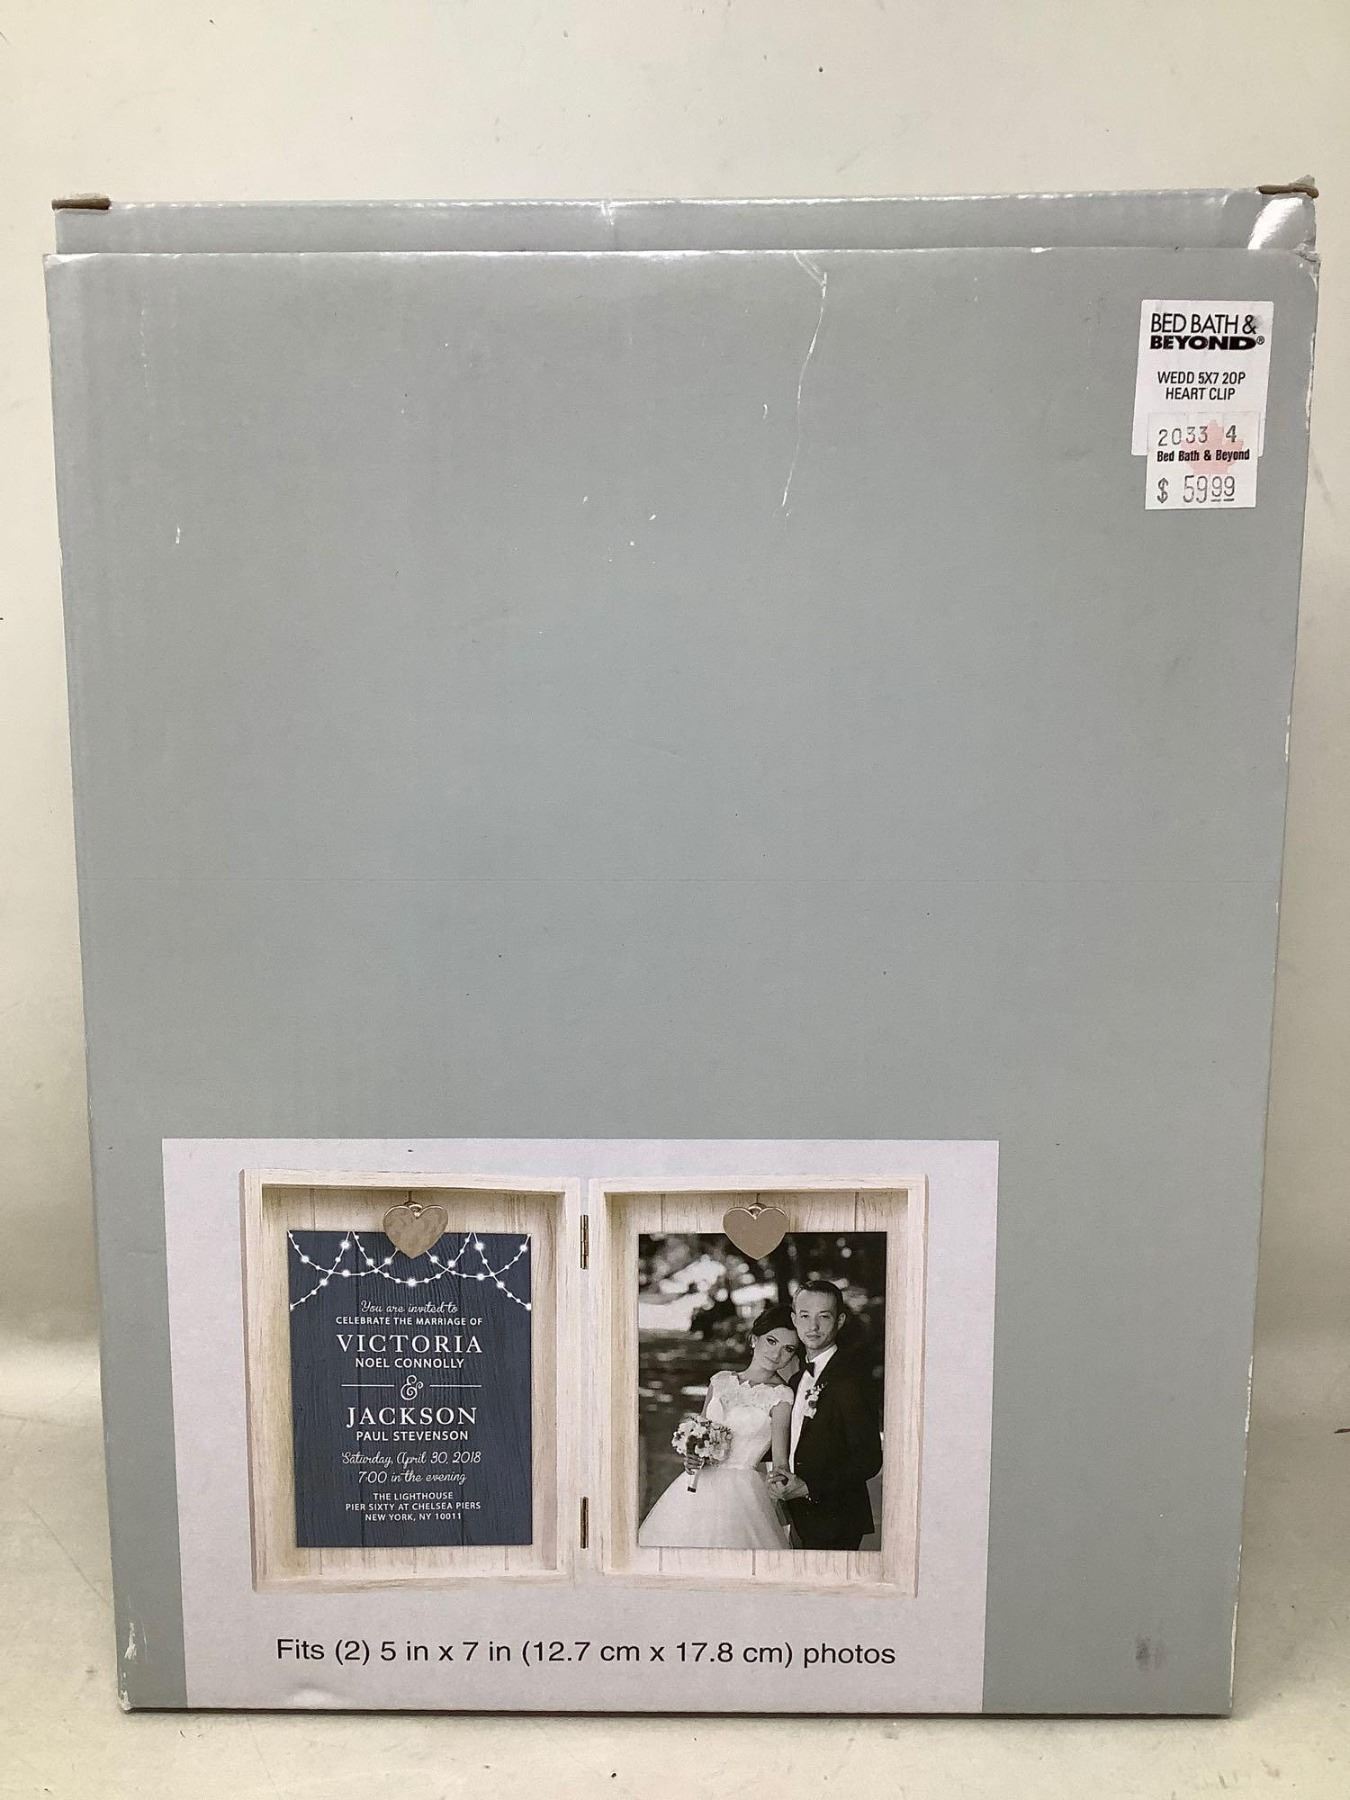 BED BATH &
BEYOND®
WEDD 5X7 2OP
HEART CLIP
2033 4
Bed Bath & Beyond
$ 59.99
You are invited to
CELEBRATE THE MARRIAGE OF
VICTORIA
NOEL CONNOLLY
&
JACKSON
PAUL STEVENSON
Saturday, April 30, 2018
7:00 in the evening
THE LIGHTHOUSE
PIER SIXTY AT CHELSEA PIERS
NEW YORK, NY 10011
Fits (2) 5 in x 7 in (12.7 cm x 17.8 cm) photos